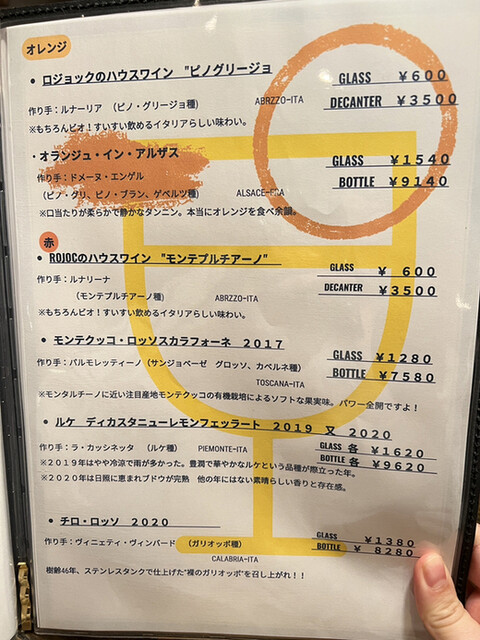 オレンジ
• ロジョックのハウスワイン "ピノグリージョ
GLASS ¥600
作り手：ルナーリア （ピノ・グリージョ種） ABRZZO-ITA
DECANTER ¥3500
※もちろんビオ！すいすい飲めるイタリアらしい味わい。
・オランジュ・イン・アルザス
GLASS ¥1540
作り手：ドメーヌ・エンゲル
BOTTLE ¥9140
（ピノ・グリ、ピノ・ブラン、ゲベルツ種） ALSACE-FRA
※口当たりが柔らかで静かなタンニン。本当にオレンジを食べ余韻。
赤
• ROJOCのハウスワイン "モンテプルチアーノ"
GLASS ¥ 600
作り手：ルナリーナ
DECANTER ¥3500
（モンテプルチアーノ種） ABRZZO-ITA
※もちろんビオ！すいすい飲めるイタリアらしい味わい。
• モンテクッコ・ロッソスカラフォーネ 2017
GLASS ¥1280
作り手：パルモレッティーノ（サンジョベーゼ グロッソ、カベルネ種）
BOTTLE ¥7580
TOSCANA-ITA
※モンタルチーノに近い注目産地モンテクッコの有機栽培によるソフトな果実味。パワー全開ですよ！
• ルケ ディカスタニューレモンフェッラート 2019 又 2020
作り手：ラ・カッシネッタ （ルケ種） PIEMONTE-ITA
GLASS 各 ¥1620
BOTTLE 各 ¥9620
※2019年はやや冷涼で雨が多かった。豊潤で華やかなルケという品種が際立った年。
※2020年は日照に恵まれブドウが完熟 他の年にはない素晴らしい香りと存在感。
• チロ・ロッソ 2020
GLASS ¥1380
作り手：ヴィニェティ・ヴィンバード （ガリオッポ種）
BOTTLE ¥ 8280
CALABRIA-ITA
樹齢46年、ステンレスタンクで仕上げた"裸のガリオッポ"を召し上がれ！！